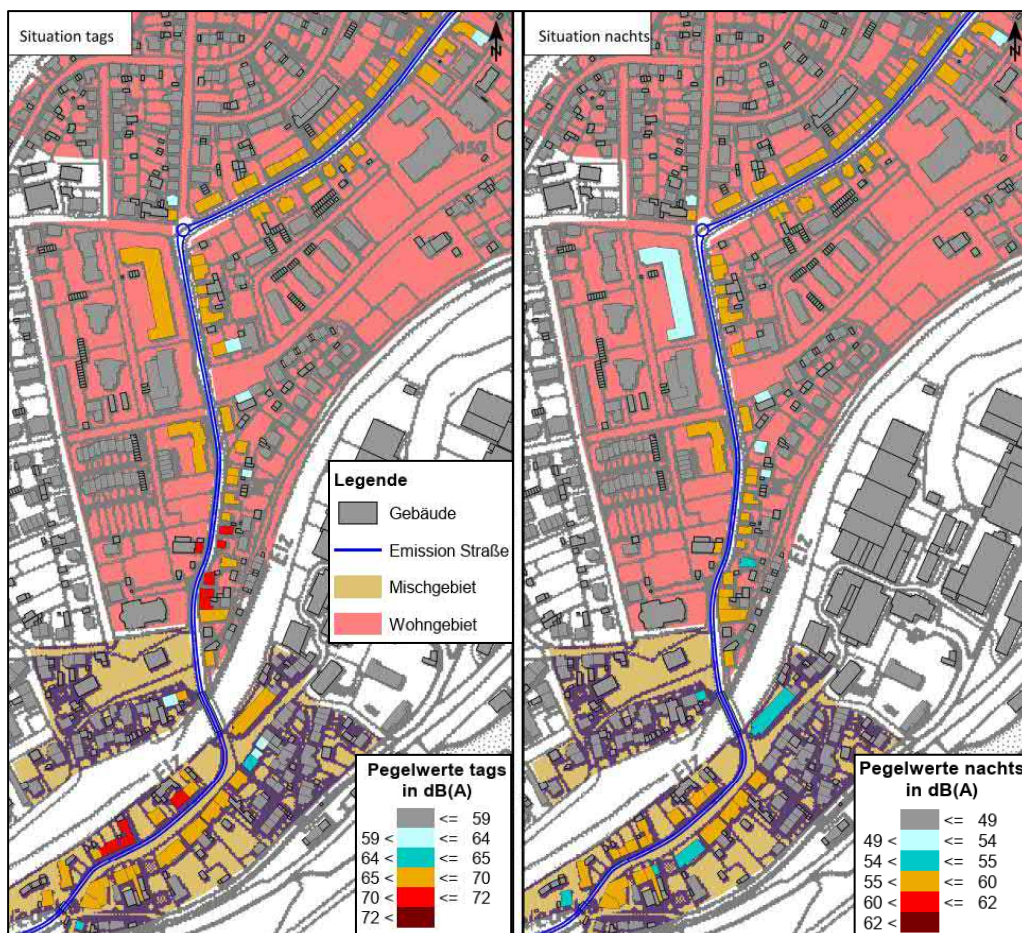 Situation tags
N
Elz
Legende
Gebäude
Emission Straße
Mischgebiet
Wohngebiet
Elz
Pegelwerte tags
in dB(A)
<= 59
59 < <= 64
64 < <= 65
65 < <= 70
70 < <= 72
72 <
Situation nachts
N
Elz
Elz
Pegelwerte nachts
in dB(A)
<= 49
49 < <= 54
54 < <= 55
55 < <= 60
60 < <= 62
62 <